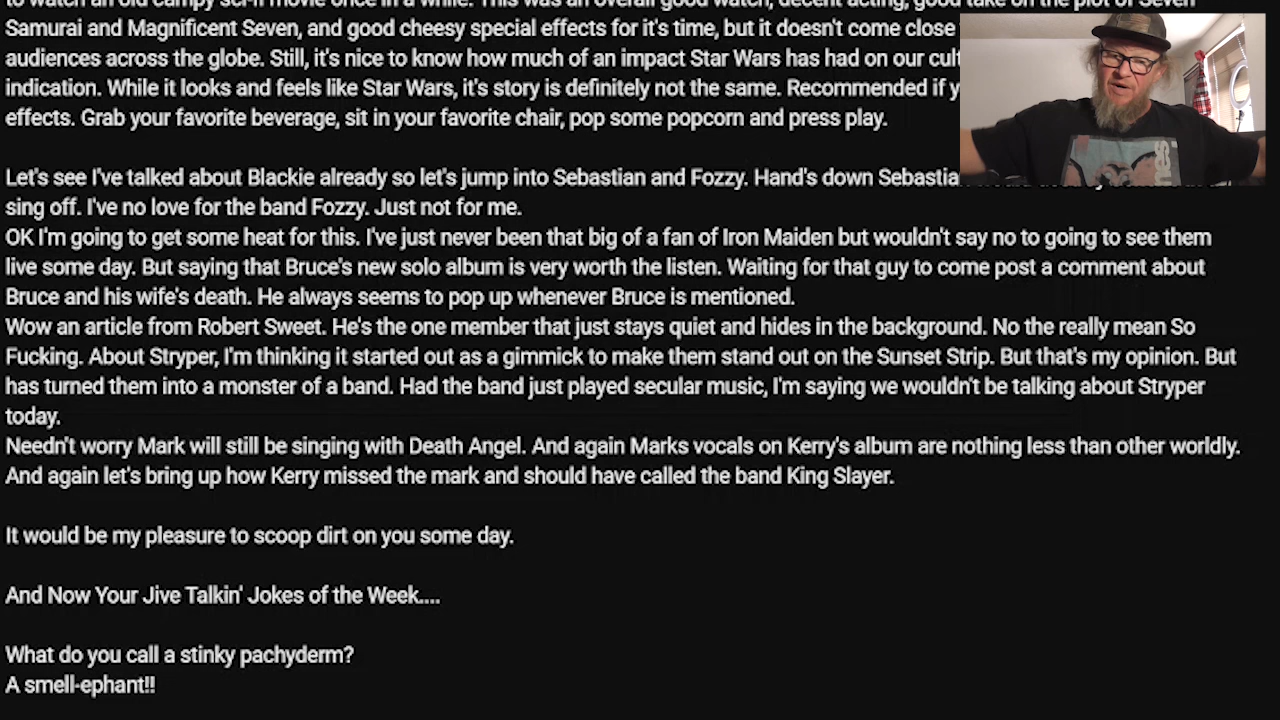 to watch an old campy sci-fi movie once in a while. This was an overall good watch, decent acting, good take on the plot of Seven
Samurai and Magnificent Seven, and good cheesy special effects for it's time, but it doesn't come close
audiences across the globe. Still, it's nice to know how much of an impact Star Wars has had on our cult
indication. While it looks and feels like Star Wars, it's story is definitely not the same. Recommended if y
effects. Grab your favorite beverage, sit in your favorite chair, pop some popcorn and press play.
Let's see I've talked about Blackie already so let's jump into Sebastian and Fozzy. Hand's down Sebastia
sing off. I've no love for the band Fozzy. Just not for me.
OK I'm going to get some heat for this. I've just never been that big of a fan of Iron Maiden but wouldn't say no to going to see them
live some day. But saying that Bruce's new solo album is very worth the listen. Waiting for that guy to come post a comment about
Bruce and his wife's death. He always seems to pop up whenever Bruce is mentioned.
Wow an article from Robert Sweet. He's the one member that just stays quiet and hides in the background. No the really mean So
Fucking. About Stryper, I'm thinking it started out as a gimmick to make them stand out on the Sunset Strip. But that's my opinion. But
has turned them into a monster of a band. Had the band just played secular music, I'm saying we wouldn't be talking about Stryper
today.
Needn't worry Mark will still be singing with Death Angel. And again Marks vocals on Kerry's album are nothing less than other worldly.
And again let's bring up how Kerry missed the mark and should have called the band King Slayer.
It would be my pleasure to scoop dirt on you some day.
And Now Your Jive Talkin' Jokes of the Week....
What do you call a stinky pachyderm?
A smell-ephant!!